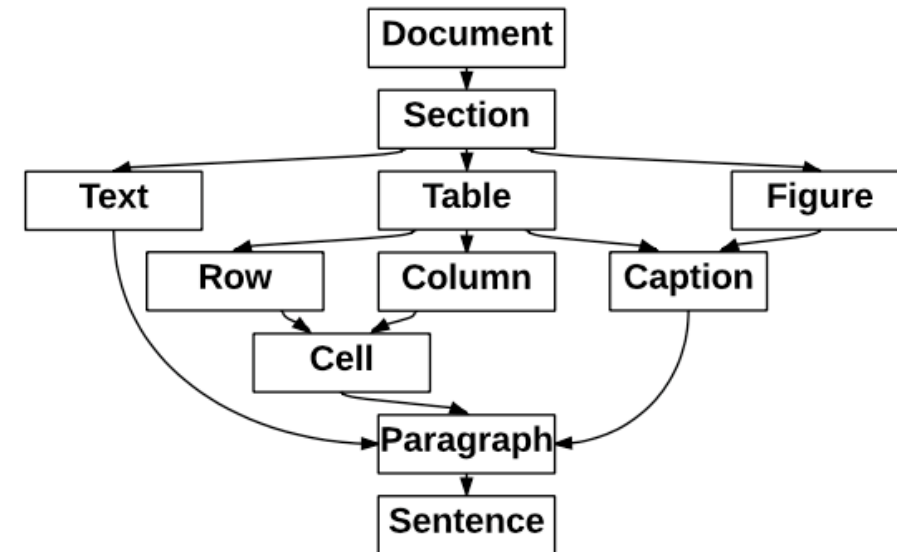 Document
Section
Text
Table
Figure
Row
Column
Caption
Cell
Paragraph
Sentence